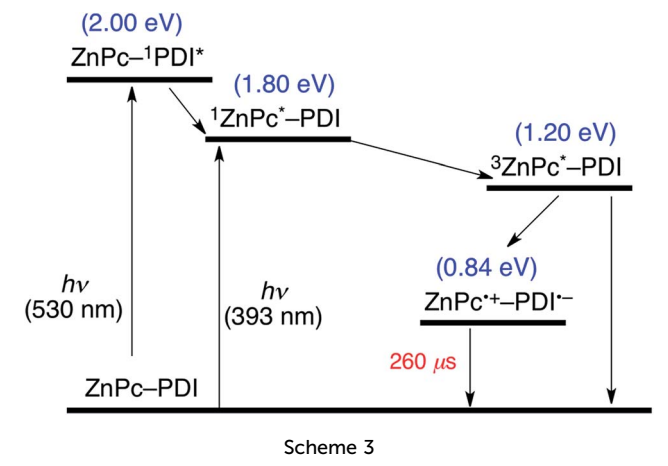 (2.00 eV)
ZnPc–¹PDI*
(1.80 eV)
¹ZnPc*–PDI
(1.20 eV)
³ZnPc*–PDI
(0.84 eV)
ZnPc•⁺–PDI•⁻
hν
(530 nm)
hν
(393 nm)
260 μs
ZnPc–PDI
Scheme 3